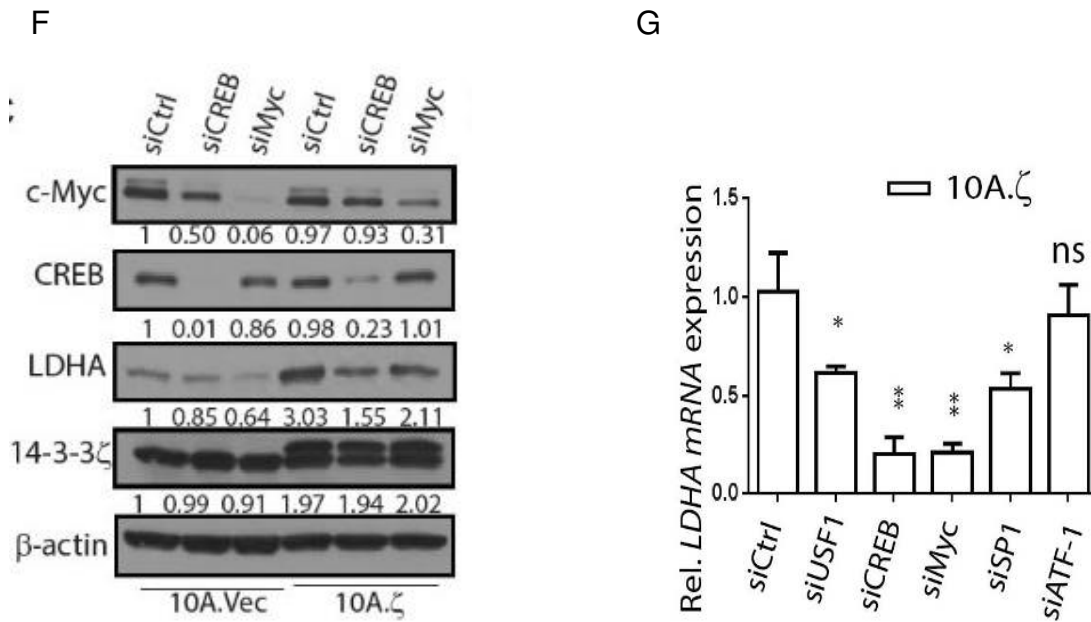 F
G
siCtrl siCREB siMyc siCtrl siCREB siMyc
c-Myc
1 0.50 0.06 0.97 0.93 0.31
CREB
1 0.01 0.86 0.98 0.23 1.01
LDHA
1 0.85 0.64 3.03 1.55 2.11
14-3-3ζ
1 0.99 0.91 1.97 1.94 2.02
β-actin
10A.Vec 10A.ζ
Rel. LDHA mRNA expression
10A.ζ
1.5
1.0
0.5
0.0
*
**
**
*
ns
siCtrl siUSF1 siCREB siMyc siSP1 siATF-1